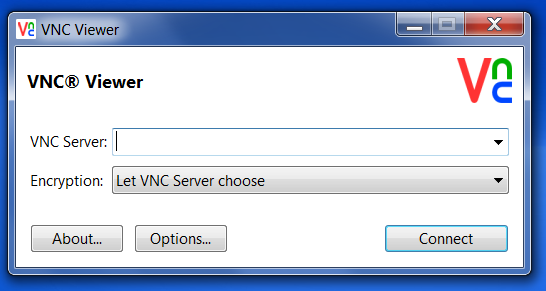 VNC Viewer
VNC® Viewer
VNC
VNC Server:
Encryption: Let VNC Server choose
About... Options... Connect